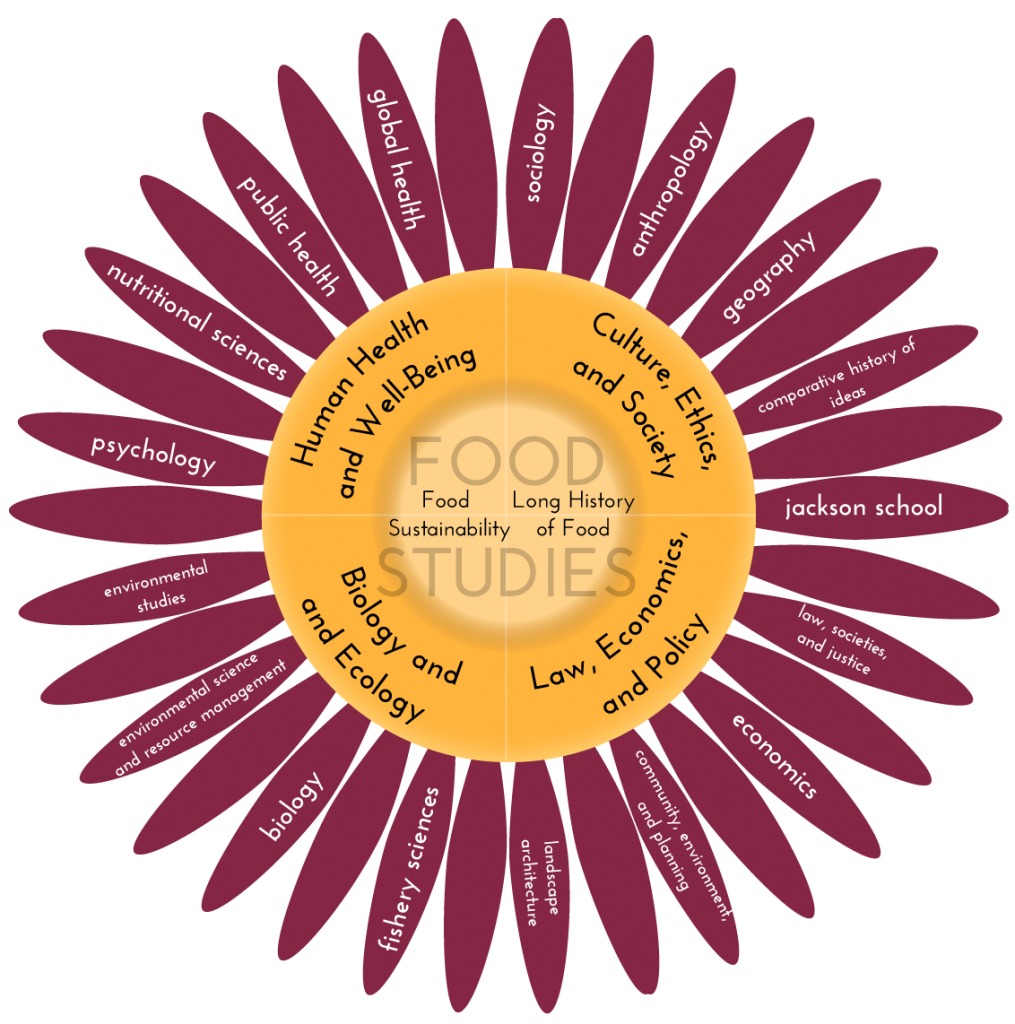 FOOD
STUDIES
Food
Sustainability
Long History
of Food
Human Health
and Well-Being
Culture, Ethics,
and Society
Law, Economics,
and Policy
Biology and
and Ecology
sociology
anthropology
geography
comparative history of
ideas
jackson school
law, societies,
and justice
economics
community, environment,
and planning
landscape
architecture
fishery sciences
biology
environmental science
and resource management
environmental
studies
psychology
nutritional sciences
public health
global health